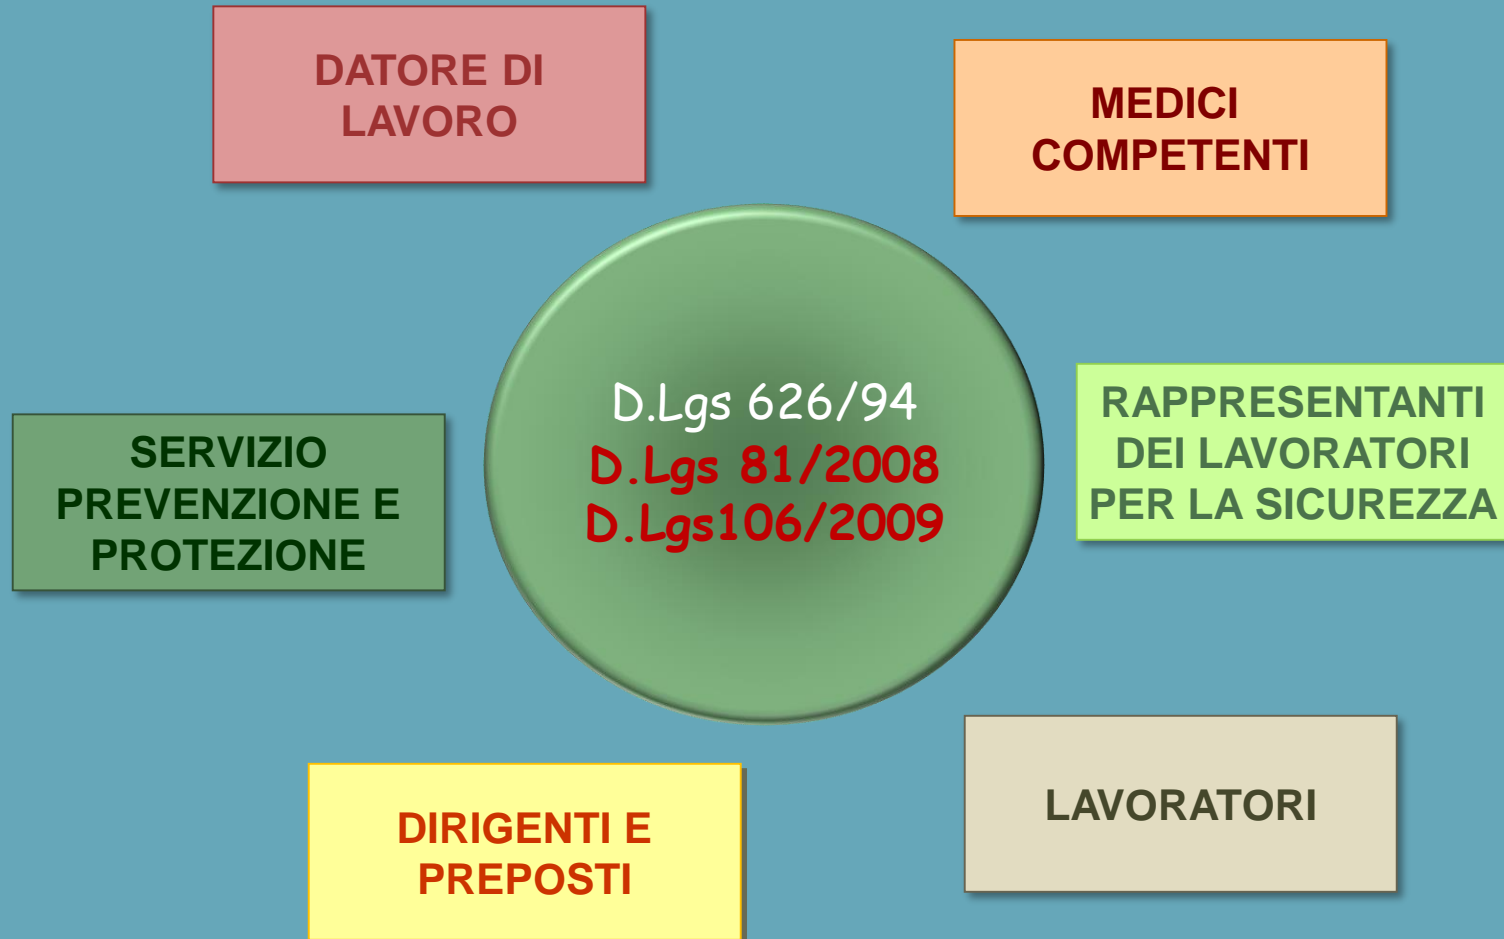 DATORE DI
LAVORO
MEDICI
COMPETENTI
D.Lgs 626/94
D.Lgs 81/2008
D.Lgs106/2009
SERVIZIO
PREVENZIONE E
PROTEZIONE
RAPPRESENTANTI
DEI LAVORATORI
PER LA SICUREZZA
DIRIGENTI E
PREPOSTI
LAVORATORI